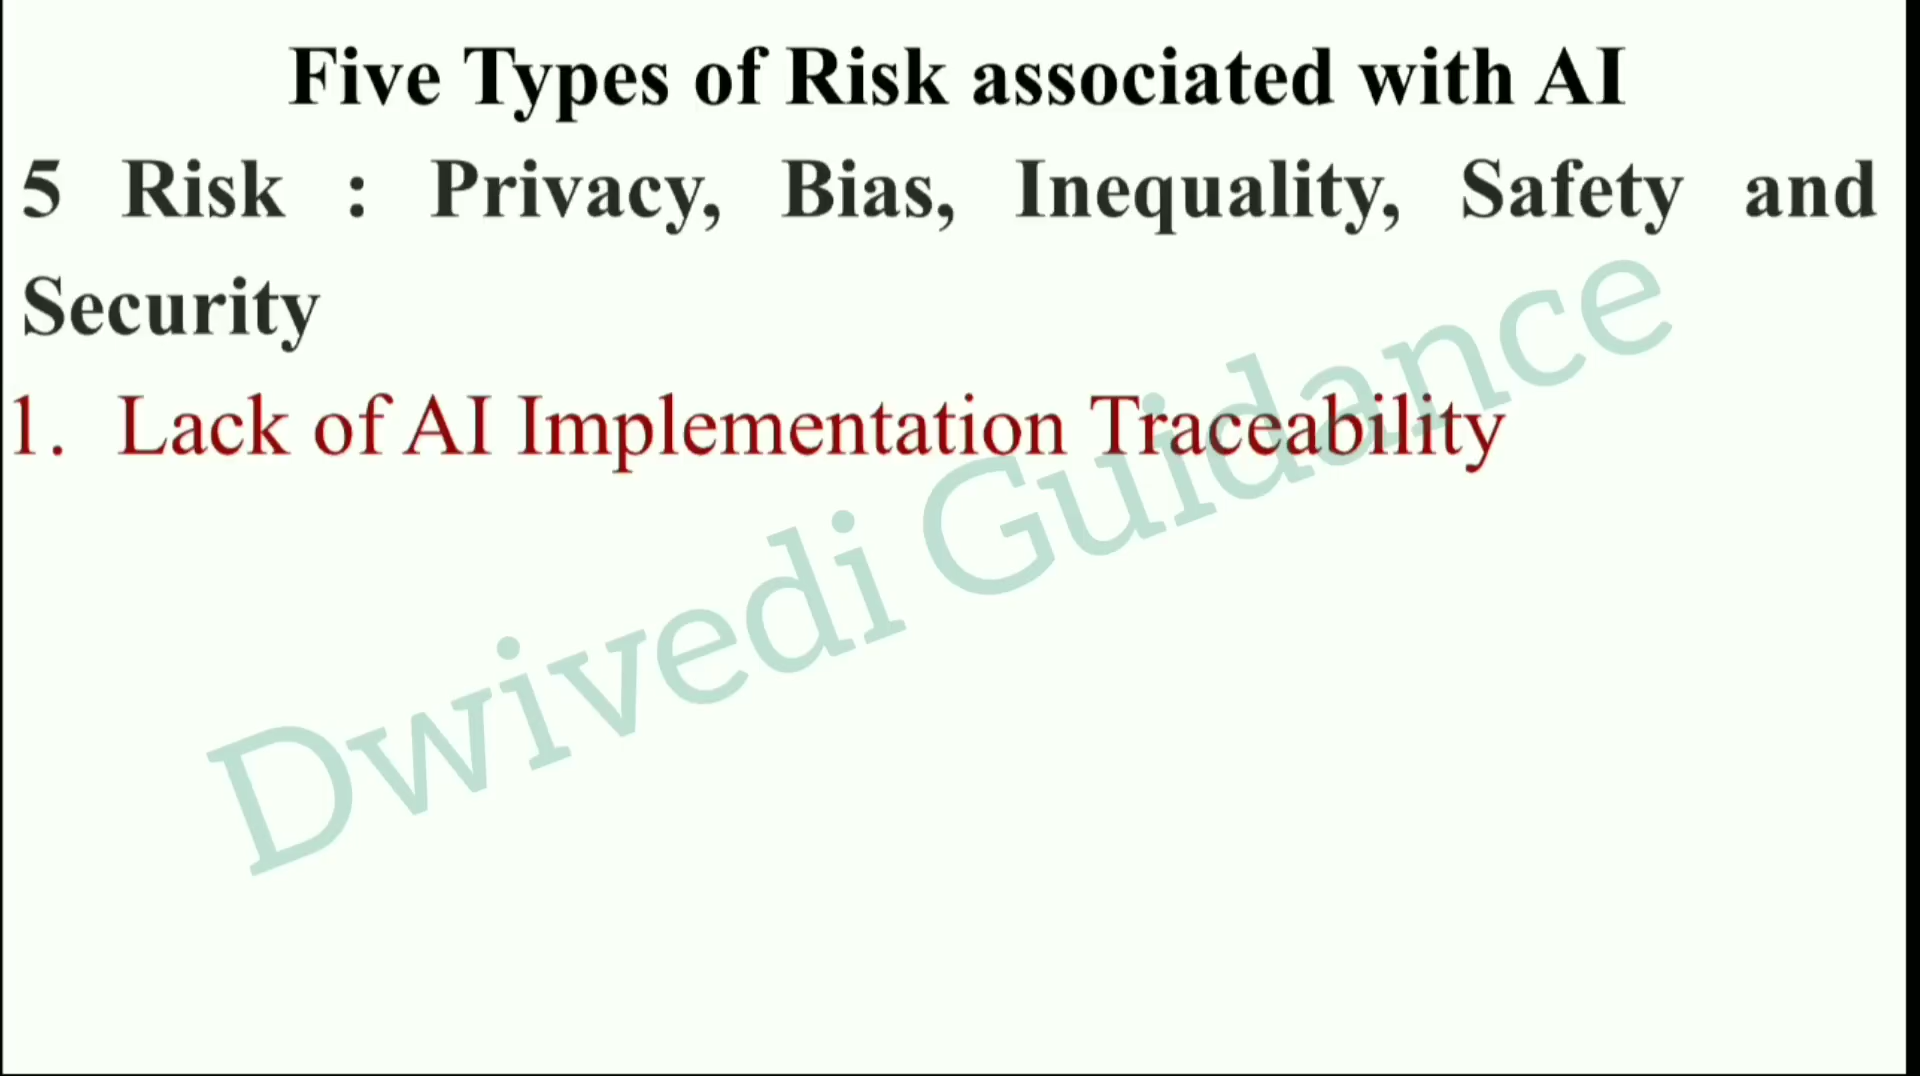 Five Types of Risk associated with AI
5 Risk : Privacy, Bias, Inequality, Safety and
Security
1. Lack of AI Implementation Traceability
Dwivedi Guidance